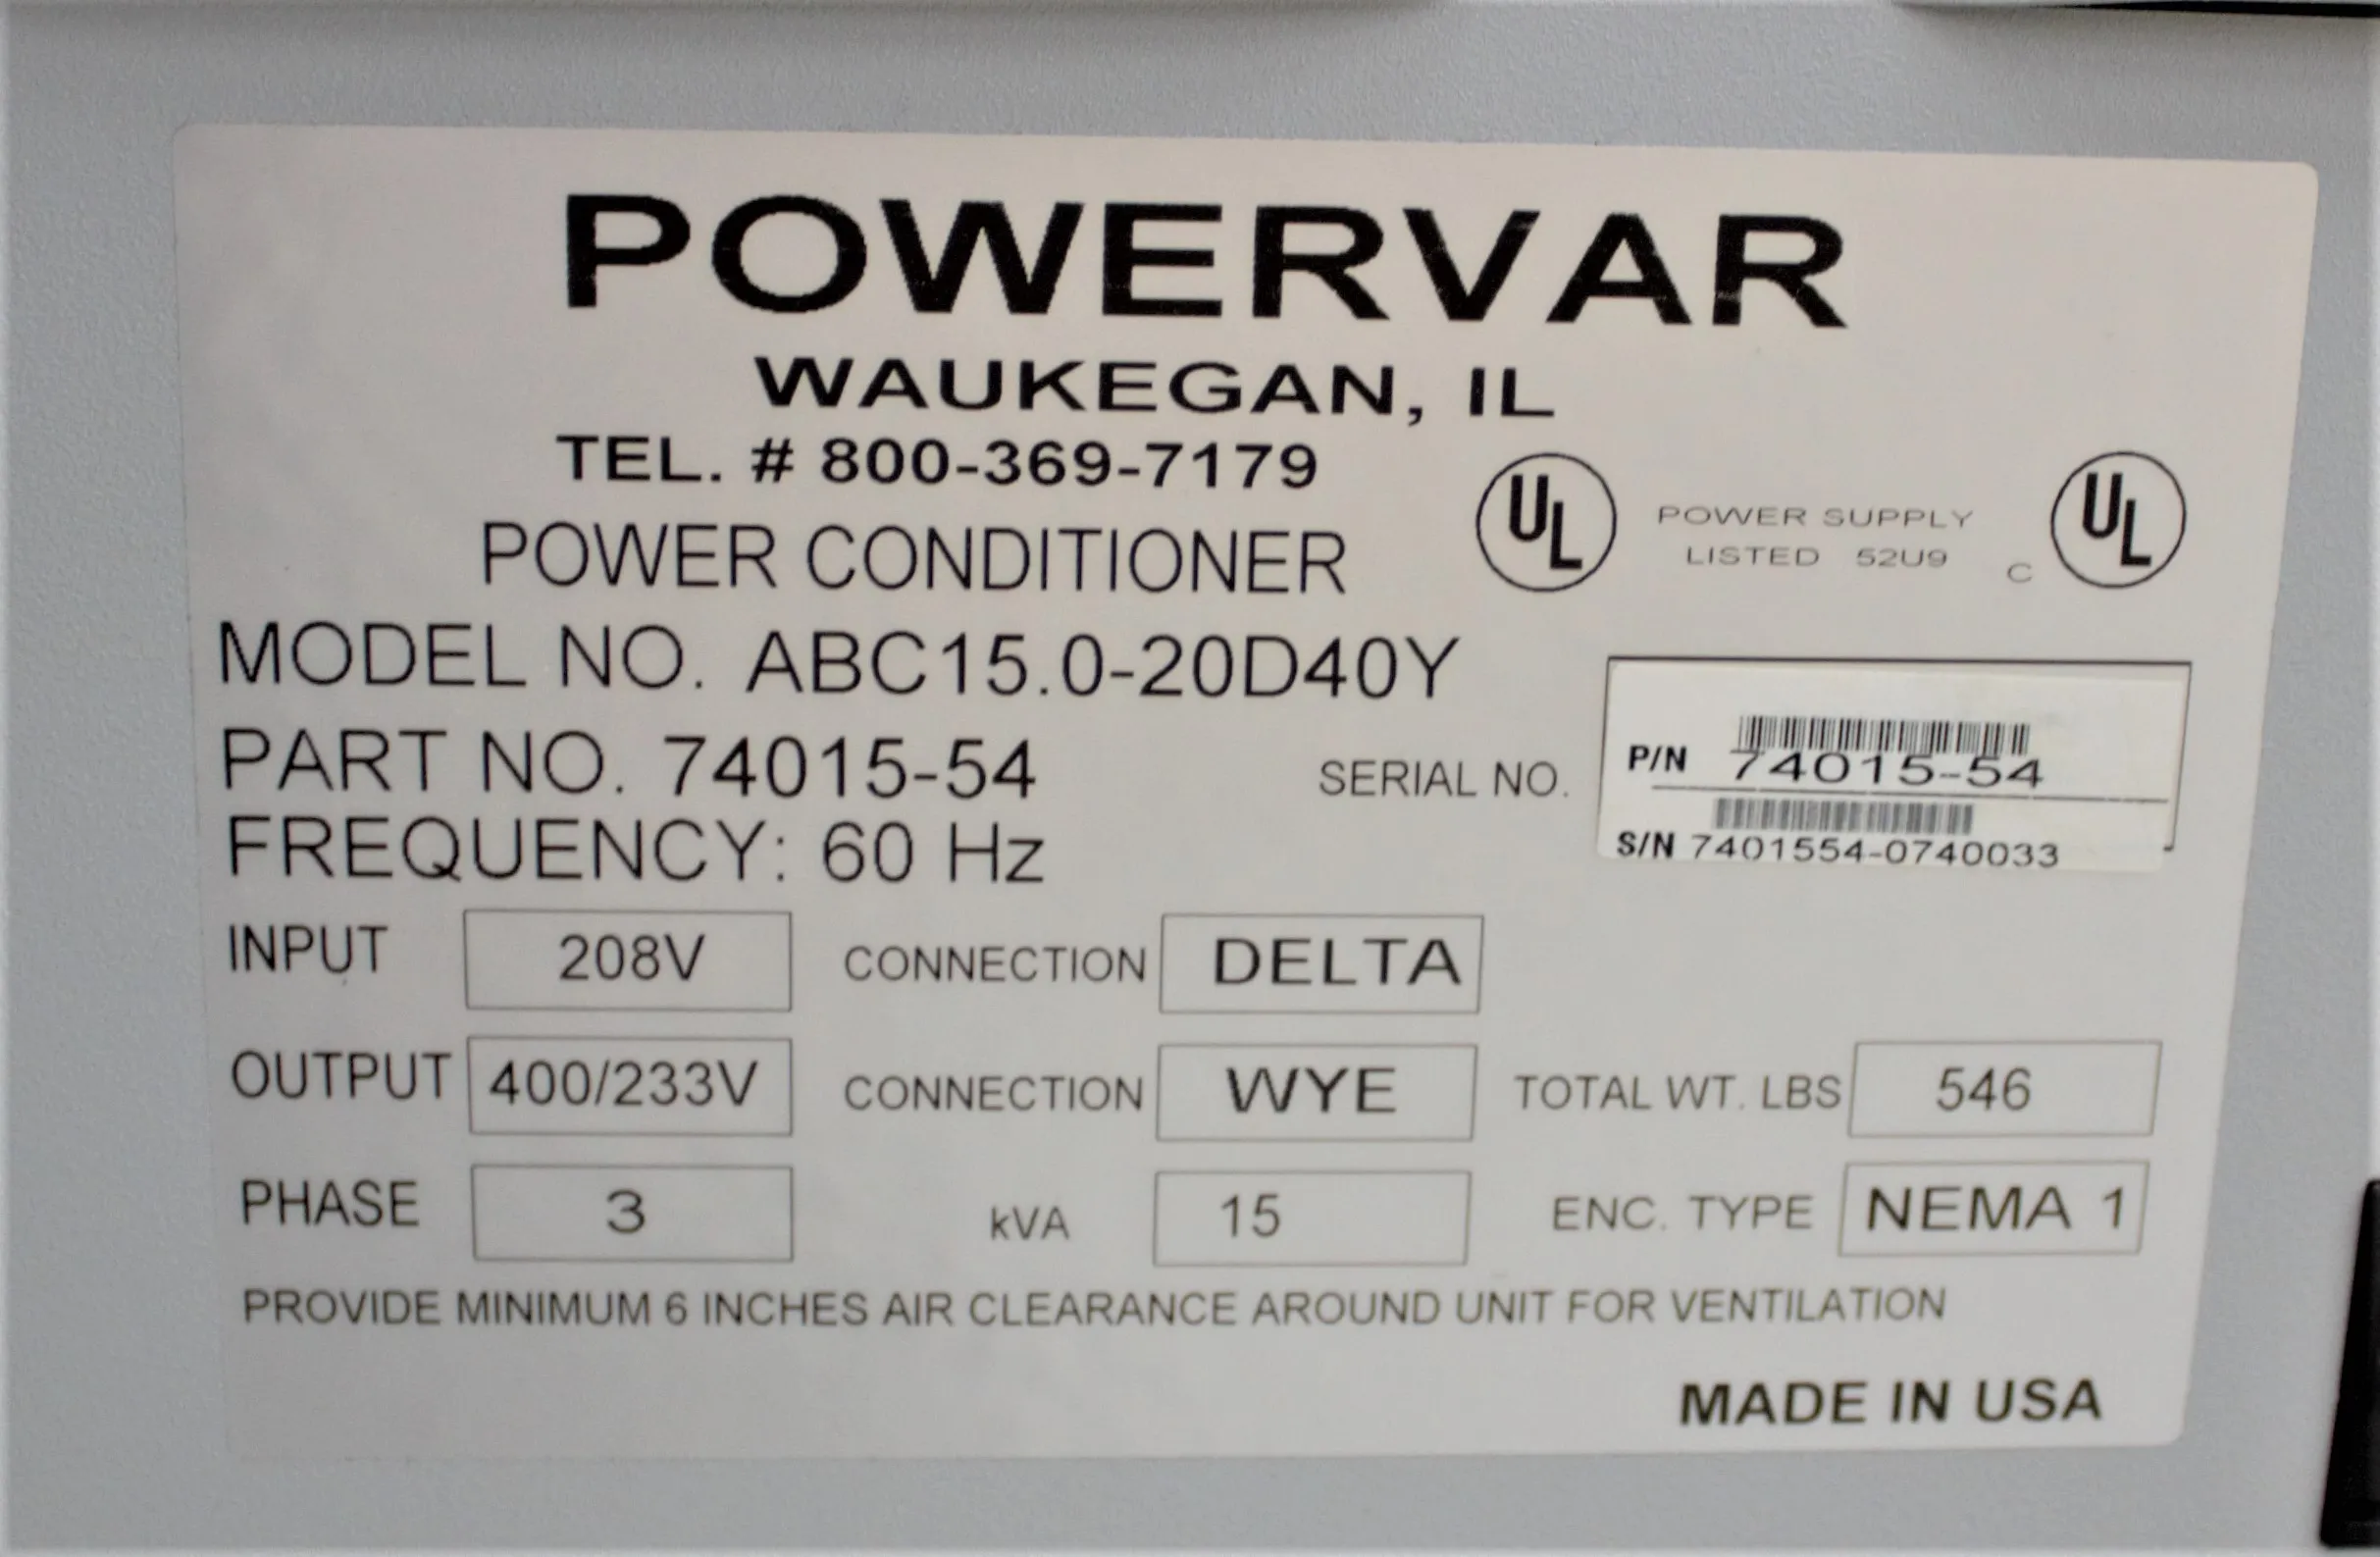 POWERVAR
WAUKEGAN, IL
TEL. # 800-369-7179
POWER CONDITIONER
UL POWER SUPPLY
LISTED 52U9
C UL
MODEL NO. ABC15.0-20D40Y
PART NO. 74015-54
SERIAL NO.
P/N 74015-54
S/N 7401554-0740033
FREQUENCY: 60 Hz
INPUT 208V CONNECTION DELTA
OUTPUT 400/233V CONNECTION WYE TOTAL WT. LBS 546
PHASE 3 kVA 15 ENC. TYPE NEMA 1
PROVIDE MINIMUM 6 INCHES AIR CLEARANCE AROUND UNIT FOR VENTILATION
MADE IN USA